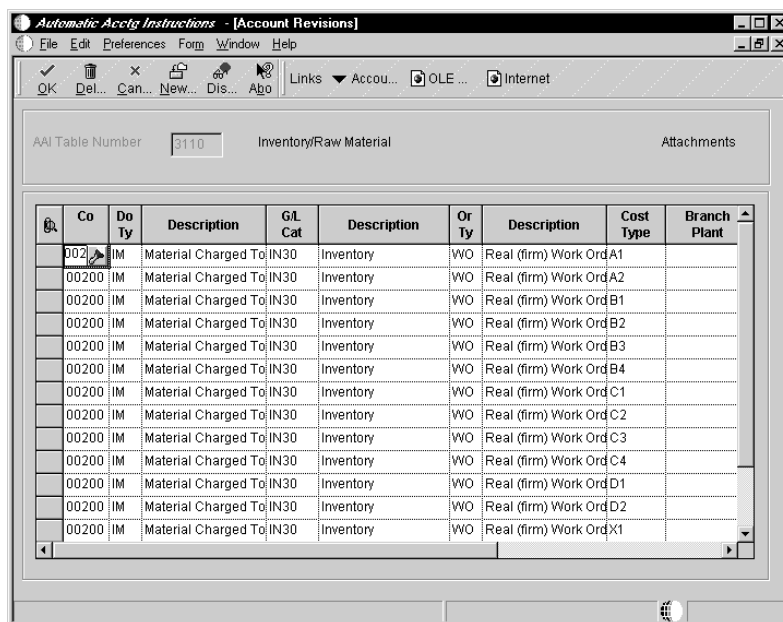 Automatic Acctg Instructions - [Account Revisions]
File Edit Preferences Form Window Help
OK Del... Can... New... Dis... Abo Links Accou... OLE ... Internet
AAI Table Number 3110 Inventory/Raw Material Attachments
Co Do Ty Description G/L Cat Description Or Ty Description Cost Type Branch Plant
002 IM Material Charged To IN30 Inventory WO Real (firm) Work Ord A1
00200 IM Material Charged To IN30 Inventory WO Real (firm) Work Ord A2
00200 IM Material Charged To IN30 Inventory WO Real (firm) Work Ord B1
00200 IM Material Charged To IN30 Inventory WO Real (firm) Work Ord B2
00200 IM Material Charged To IN30 Inventory WO Real (firm) Work Ord B3
00200 IM Material Charged To IN30 Inventory WO Real (firm) Work Ord B4
00200 IM Material Charged To IN30 Inventory WO Real (firm) Work Ord C1
00200 IM Material Charged To IN30 Inventory WO Real (firm) Work Ord C2
00200 IM Material Charged To IN30 Inventory WO Real (firm) Work Ord C3
00200 IM Material Charged To IN30 Inventory WO Real (firm) Work Ord C4
00200 IM Material Charged To IN30 Inventory WO Real (firm) Work Ord D1
00200 IM Material Charged To IN30 Inventory WO Real (firm) Work Ord D2
00200 IM Material Charged To IN30 Inventory WO Real (firm) Work Ord X1